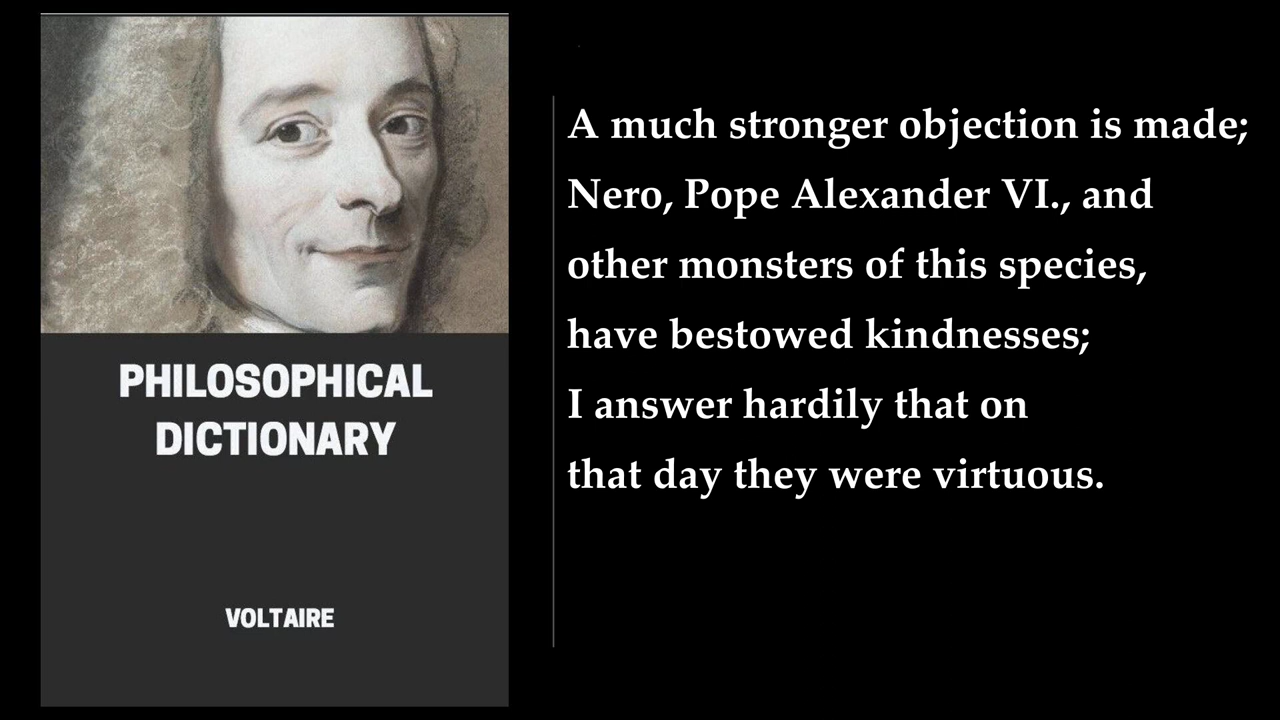 PHILOSOPHICAL
DICTIONARY
VOLTAIRE
A much stronger objection is made;
Nero, Pope Alexander VI., and
other monsters of this species,
have bestowed kindnesses;
I answer hardily that on
that day they were virtuous.